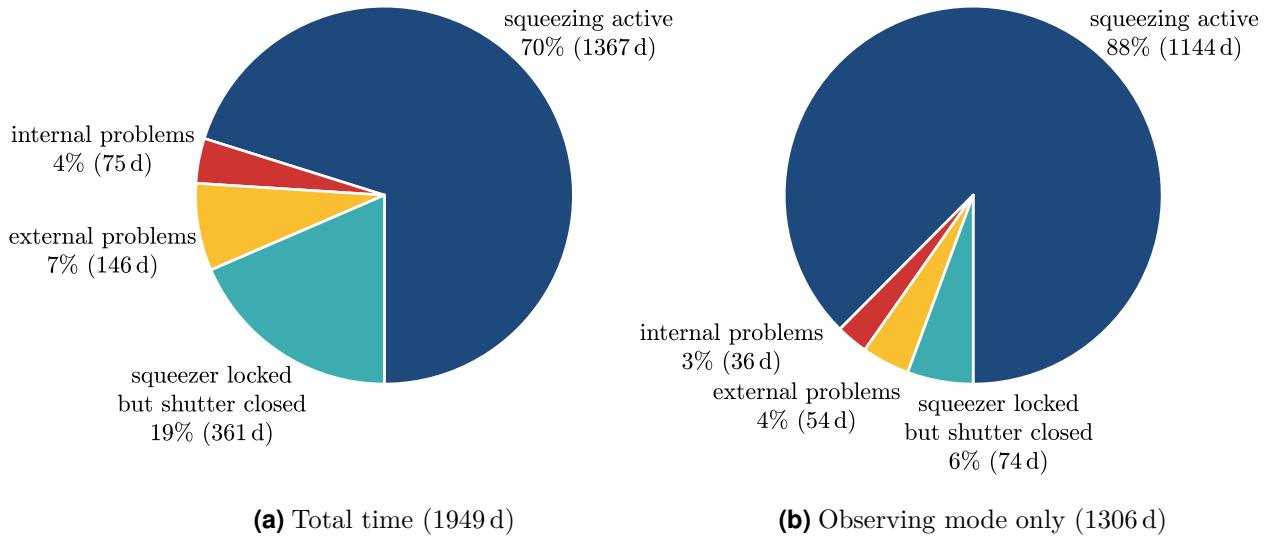 squeezing active
70% (1367 d)
internal problems
4% (75 d)
external problems
7% (146 d)
squeezer locked
but shutter closed
19% (361 d)
(a) Total time (1949 d)
squeezing active
88% (1144 d)
internal problems
3% (36 d)
external problems
4% (54 d)
squeezer locked
but shutter closed
6% (74 d)
(b) Observing mode only (1306 d)